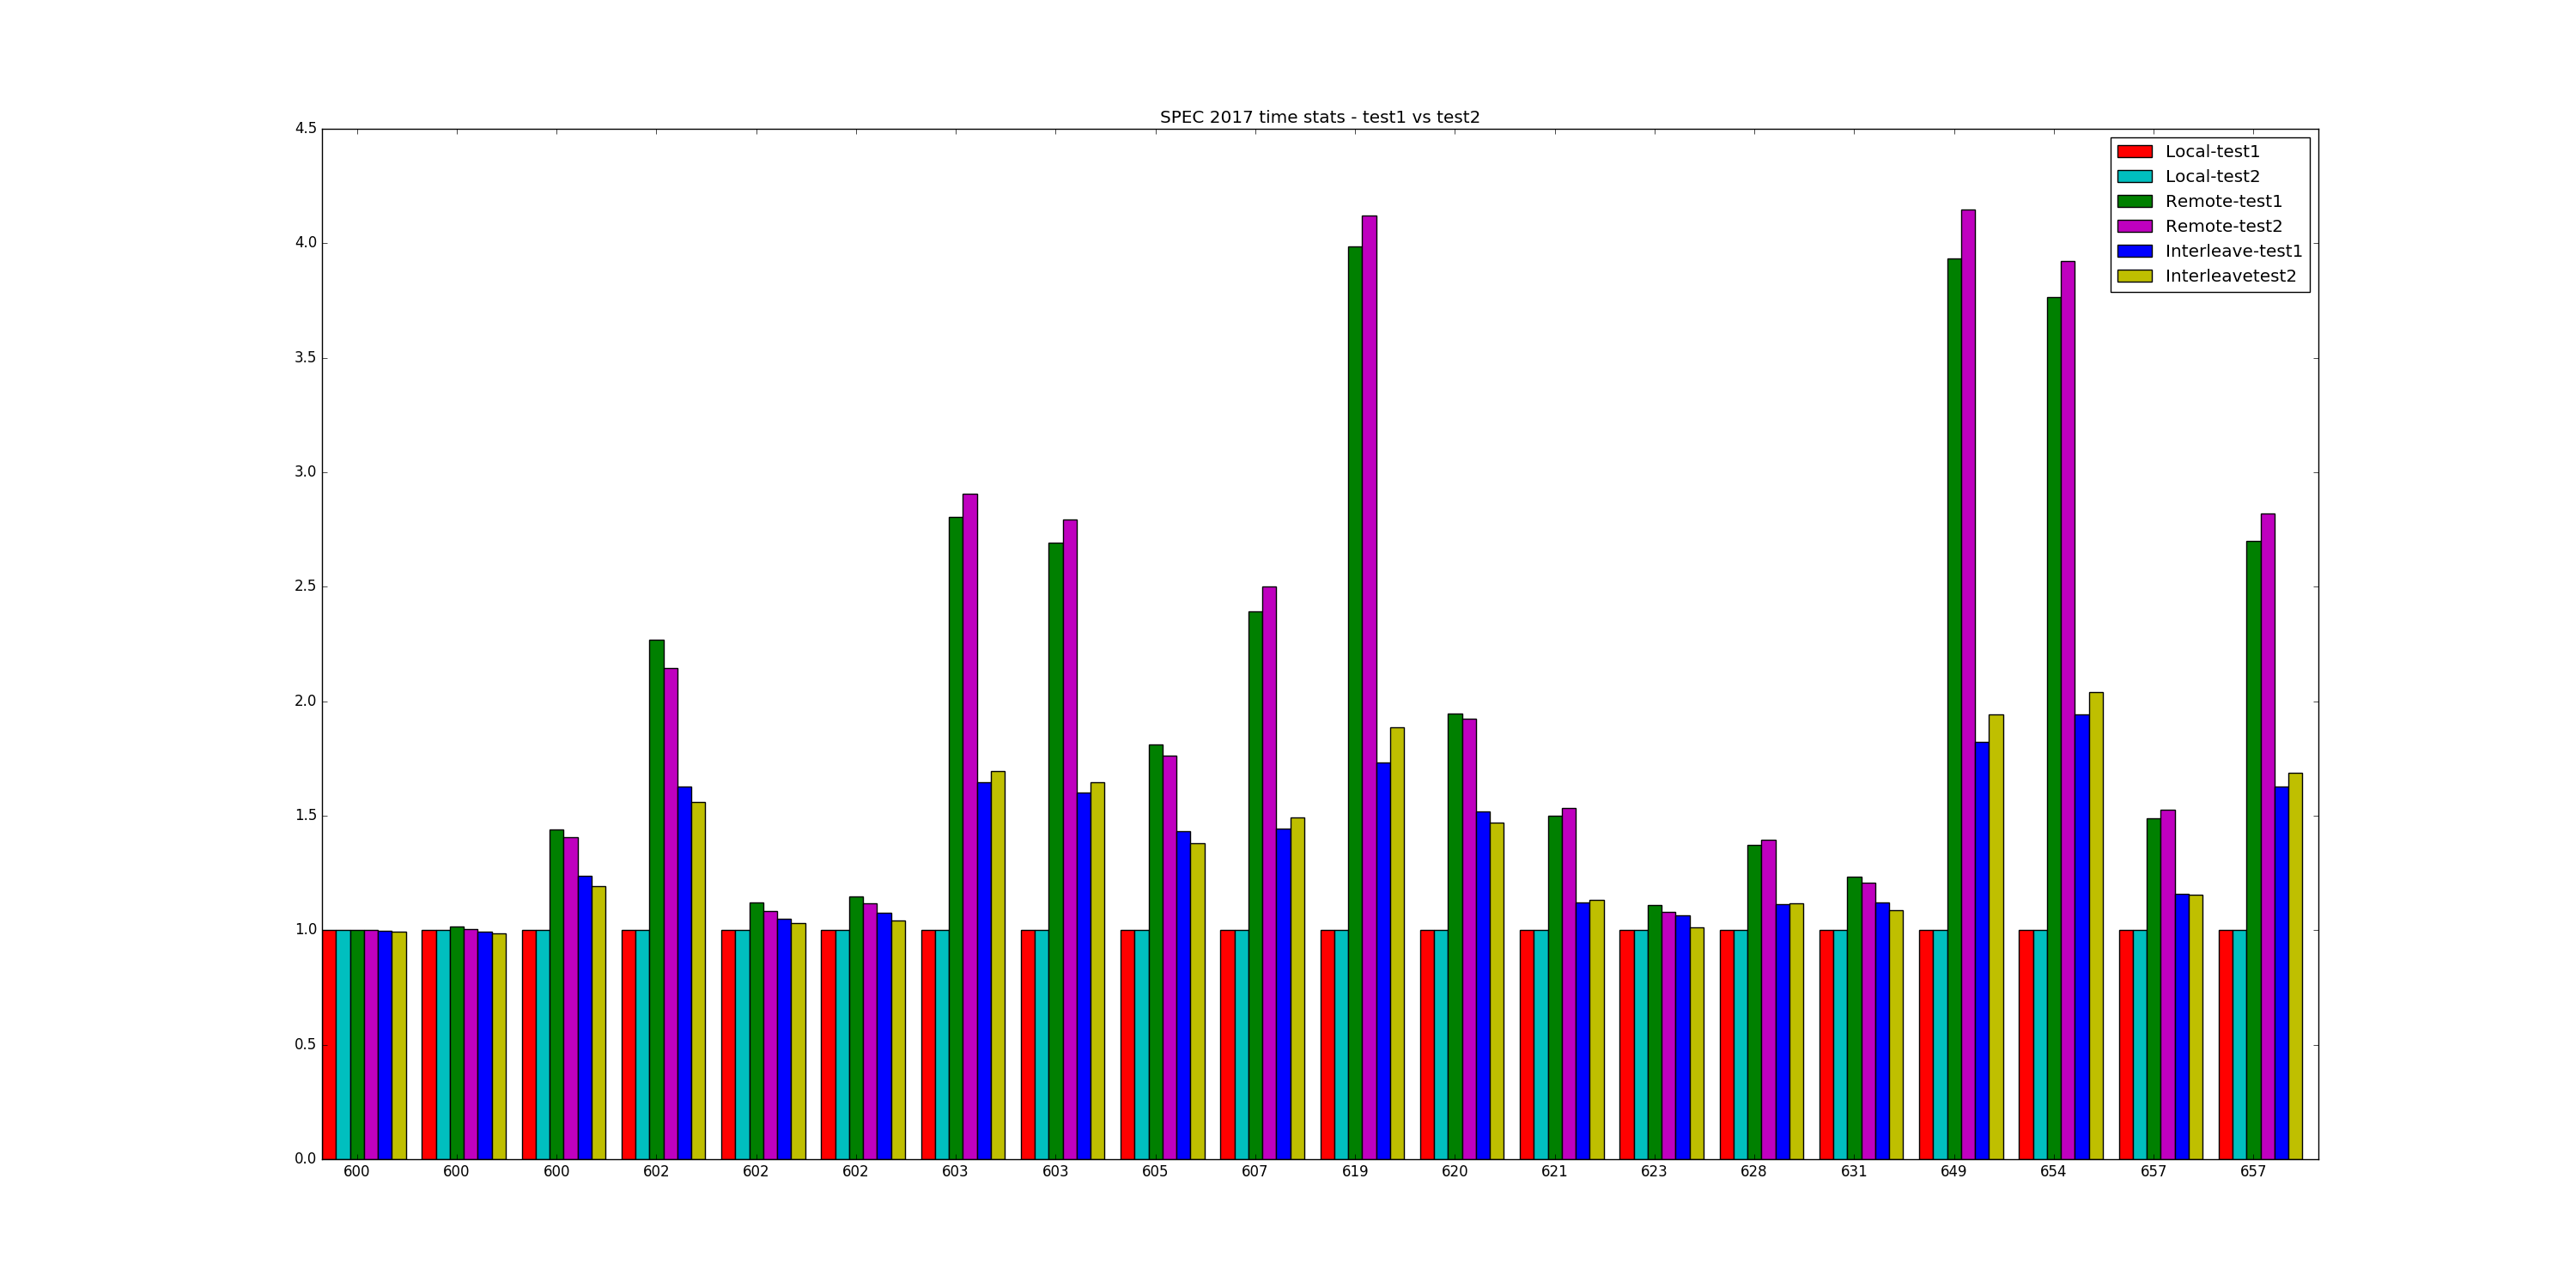 SPEC 2017 time stats - test1 vs test2
4.5
4.0
3.5
3.0
2.5
2.0
1.5
1.0
0.5
0.0
Local-test1
Local-test2
Remote-test1
Remote-test2
Interleave-test1
Interleavetest2
600 600 600 602 602 602 603 603 605 607 619 620 621 623 628 631 649 654 657 657